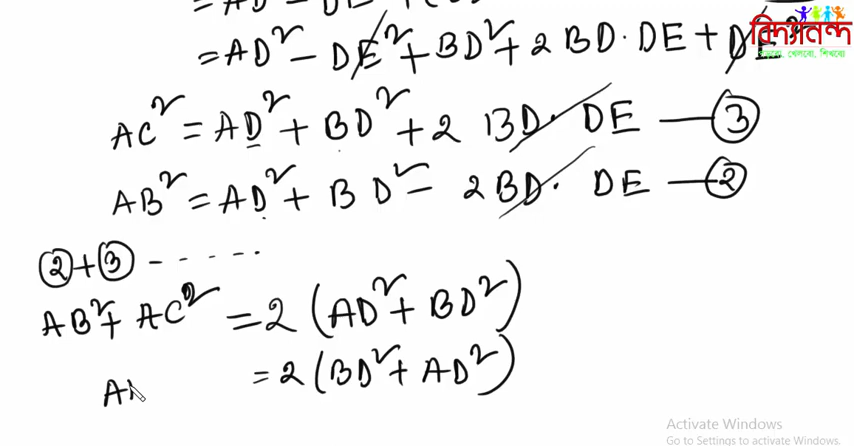 = AD² - DE² + BD² + 2 BD · DE + DE²
বিদ্যানন্দ
AC² = AD² + BD² + 2 BD · DE — ③
AB² = AD² + BD² - 2 BD · DE — ②
② + ③ - - - - - -
AB² + AC² = 2 (AD² + BD²)
= 2 (BD² + AD²)
Activate Windows
Go to Settings to activate Windows.